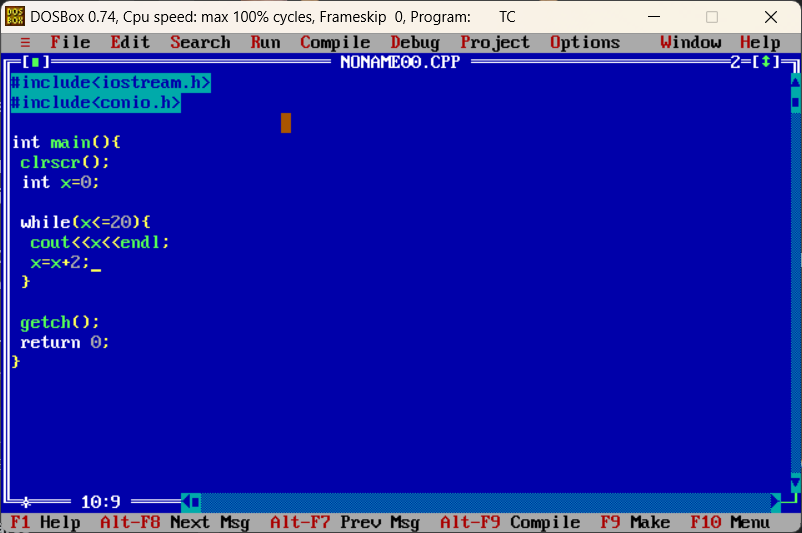 DOSBox 0.74, Cpu speed: max 100% cycles, Frameskip 0, Program: TC
≡ File Edit Search Run Compile Debug Project Options Window Help
[■] NONAME00.CPP 2=[↕]
#include<iostream.h>
#include<conio.h>
int main(){
clrscr();
int x=0;
while(x<=20){
cout<<x<<endl;
x=x+2;_
}
getch();
return 0;
}
10:9
F1 Help Alt-F8 Next Msg Alt-F7 Prev Msg Alt-F9 Compile F9 Make F10 Menu